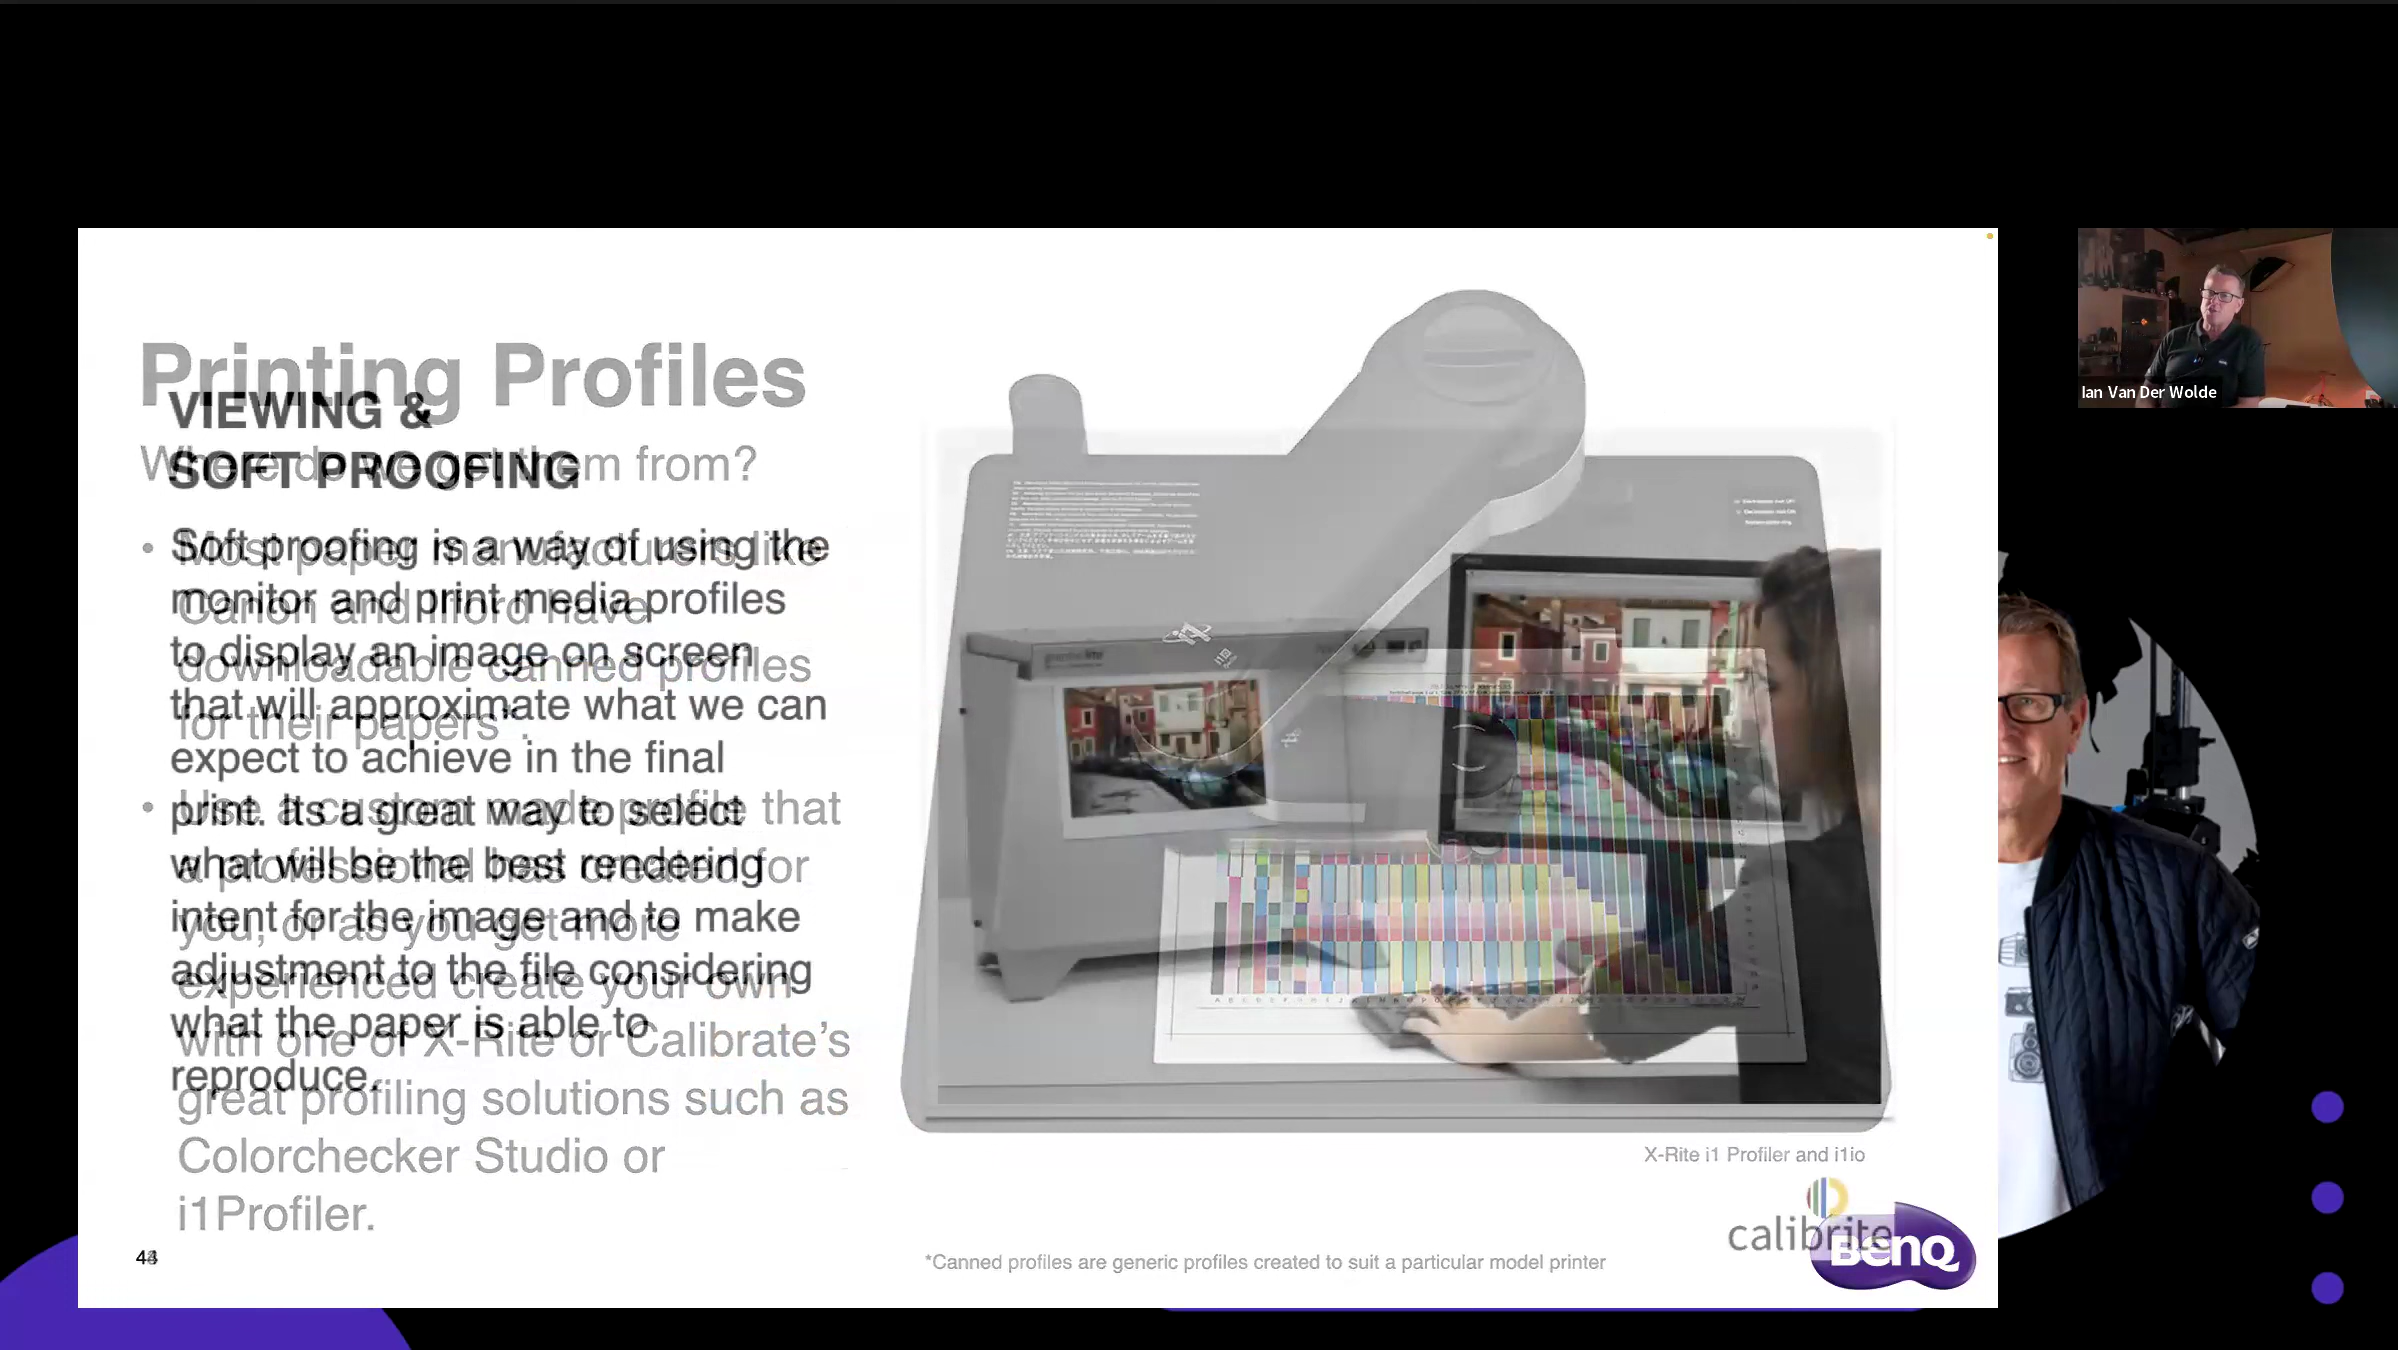 Printing Profiles
Where do we get them from?
• Most paper manufacturers like
Canon and Ilford have
downloadable canned profiles
for their papers*.
• Use a custom made profile that
a professional has created for
you, or as you get more
experienced create your own
with one of X-Rite or Calibrate’s
great profiling solutions such as
Colorchecker Studio or
i1Profiler.
VIEWING &
SOFT PROOFING
Soft proofing is a way of using the
monitor and print media profiles
to display an image on screen
that will approximate what we can
expect to achieve in the final
print. Its a great way to select
what will be the best rendering
intent for the image and to make
adjustment to the file considering
what the paper is able to
reproduce.
X-Rite i1 Profiler and i1io
*Canned profiles are generic profiles created to suit a particular model printer
calibrite
BenQ
Ian Van Der Wolde